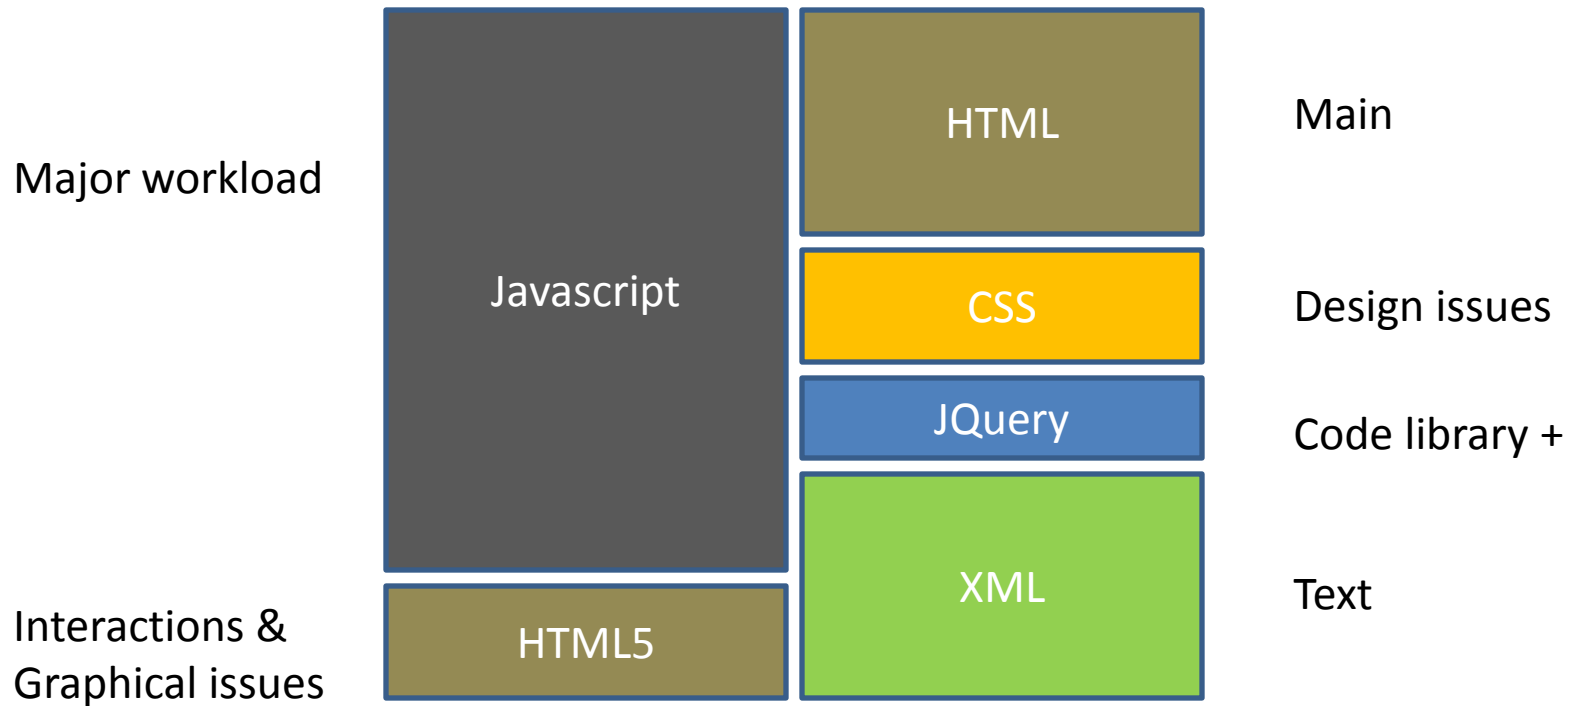 Major workload
Javascript
Interactions &
Graphical issues
HTML5
HTML
Main
CSS
Design issues
JQuery
Code library +
XML
Text